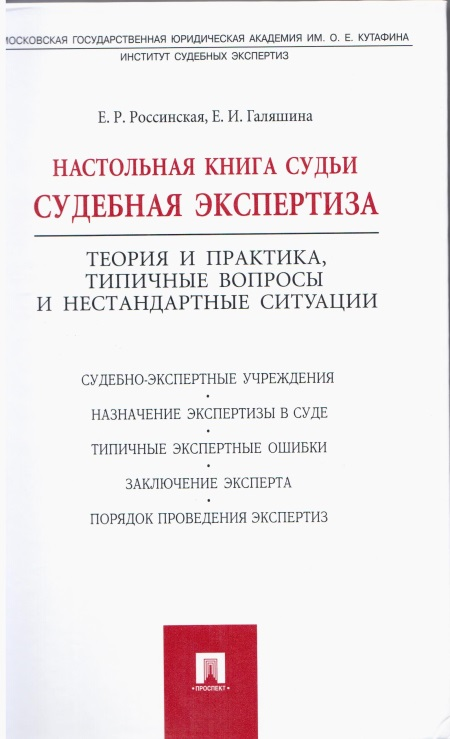 МОСКОВСКАЯ ГОСУДАРСТВЕННАЯ ЮРИДИЧЕСКАЯ АКАДЕМИЯ ИМ. О. Е. КУТАФИНА
ИНСТИТУТ СУДЕБНЫХ ЭКСПЕРТИЗ
Е. Р. Россинская, Е. И. Галяшина
НАСТОЛЬНАЯ КНИГА СУДЬИ
СУДЕБНАЯ ЭКСПЕРТИЗА
ТЕОРИЯ И ПРАКТИКА,
ТИПИЧНЫЕ ВОПРОСЫ
И НЕСТАНДАРТНЫЕ СИТУАЦИИ
СУДЕБНО-ЭКСПЕРТНЫЕ УЧРЕЖДЕНИЯ
•
НАЗНАЧЕНИЕ ЭКСПЕРТИЗЫ В СУДЕ
•
ТИПИЧНЫЕ ЭКСПЕРТНЫЕ ОШИБКИ
•
ЗАКЛЮЧЕНИЕ ЭКСПЕРТА
•
ПОРЯДОК ПРОВЕДЕНИЯ ЭКСПЕРТИЗ
•ПРОСПЕКТ•